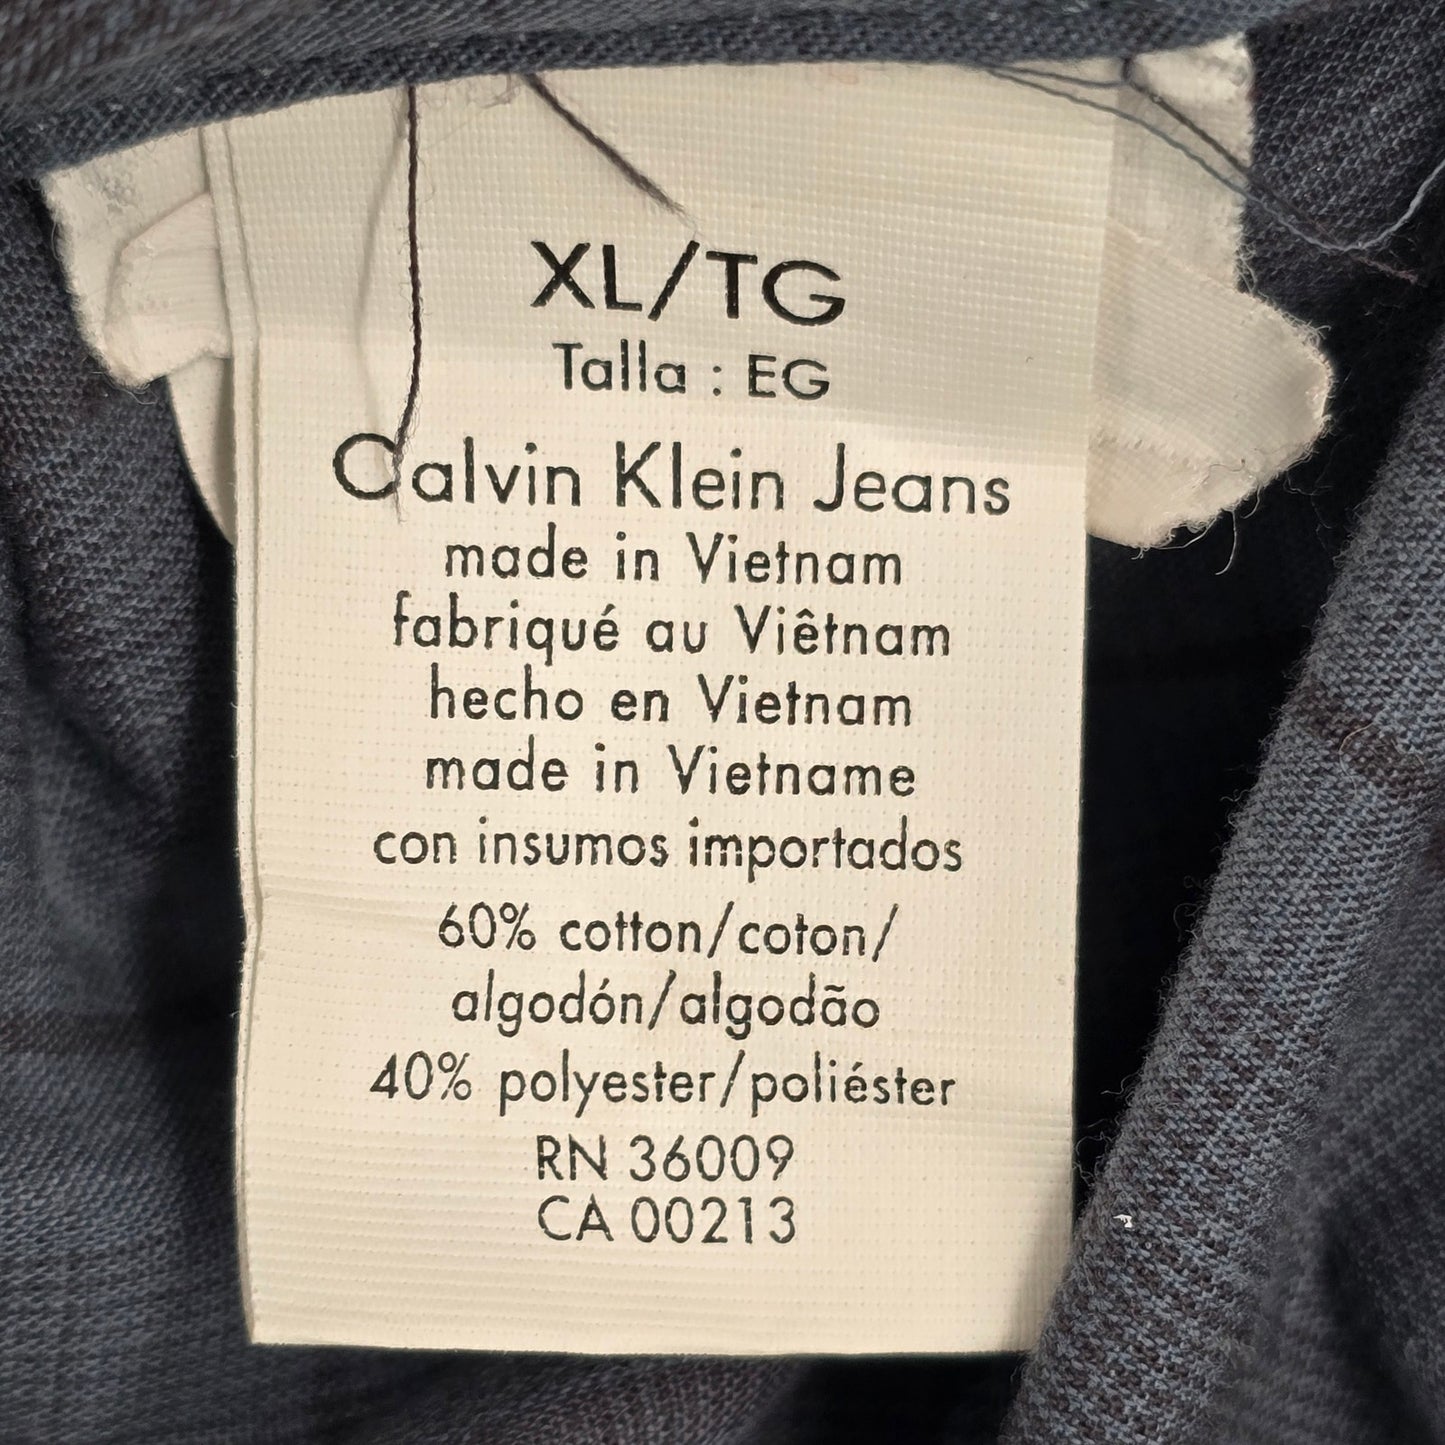 XL/TG
Talla : EG
Calvin Klein Jeans
made in Vietnam
fabriqué au Viêtnam
hecho en Vietnam
made in Vietname
con insumos importados
60% cotton/coton/
algodón/algodão
40% polyester/poliéster
RN 36009
CA 00213